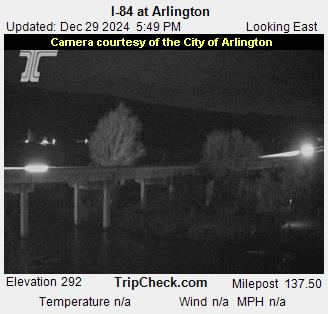 I-84 at Arlington
Updated: Dec 29 2024 5:49 PM Looking East
Camera courtesy of the City of Arlington
Elevation 292 TripCheck.com Milepost 137.50
Temperature n/a Wind n/a MPH n/a